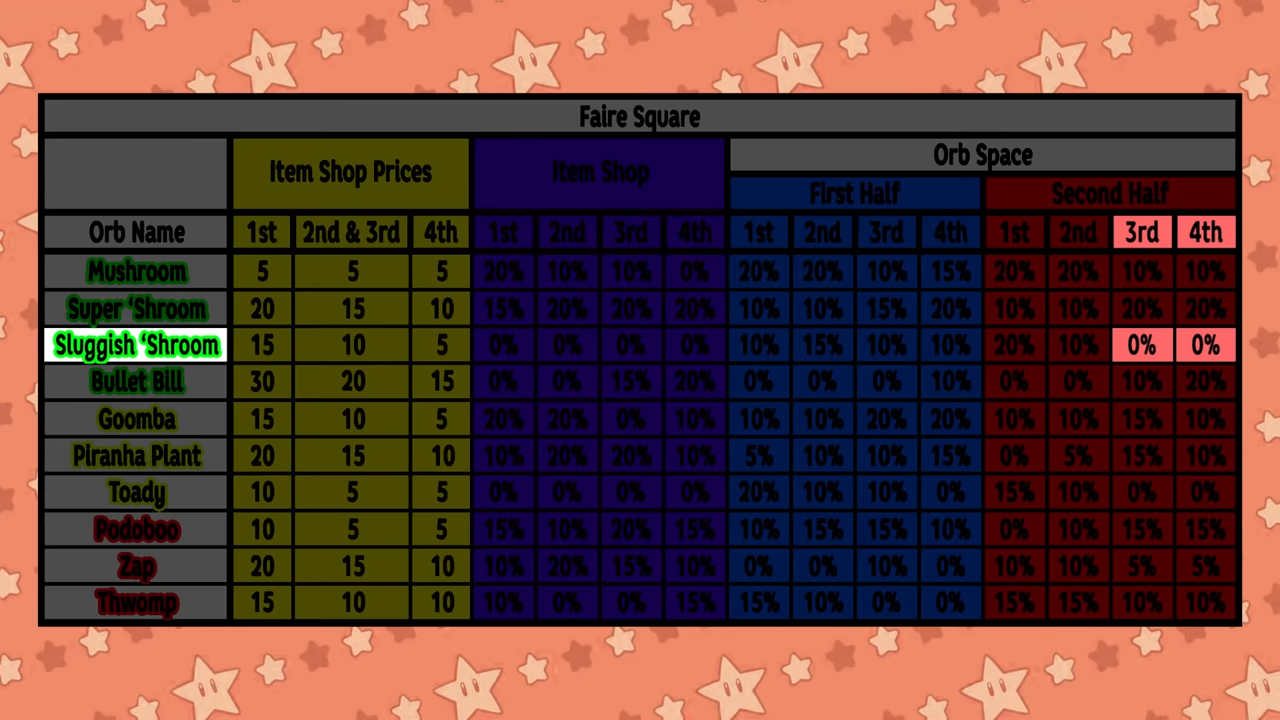 Faire Square
Item Shop Prices Item Shop Orb Space
First Half Second Half
Orb Name 1st 2nd & 3rd 4th 1st 2nd 3rd 4th 1st 2nd 3rd 4th 1st 2nd 3rd 4th
Mushroom 5 5 5 20% 10% 10% 0% 20% 20% 10% 15% 20% 20% 10% 10%
Super ‘Shroom 20 15 10 15% 20% 20% 20% 10% 10% 15% 20% 10% 10% 20% 20%
Sluggish ‘Shroom 15 10 5 0% 0% 0% 0% 10% 15% 10% 10% 20% 10% 0% 0%
Bullet Bill 30 20 15 0% 0% 15% 20% 0% 0% 0% 10% 0% 0% 10% 20%
Goomba 15 10 5 20% 20% 0% 10% 10% 10% 20% 20% 10% 10% 15% 10%
Piranha Plant 20 15 10 10% 20% 20% 10% 5% 10% 10% 15% 0% 5% 15% 10%
Toady 10 5 5 0% 0% 0% 0% 20% 10% 10% 0% 15% 10% 0% 0%
Podoboo 10 5 5 15% 10% 20% 15% 10% 15% 15% 10% 0% 10% 15% 15%
Zap 20 15 10 10% 20% 15% 10% 0% 0% 10% 10% 10% 10% 5% 5%
Thwomp 15 10 10 10% 0% 0% 15% 15% 10% 0% 0% 15% 15% 10% 10%